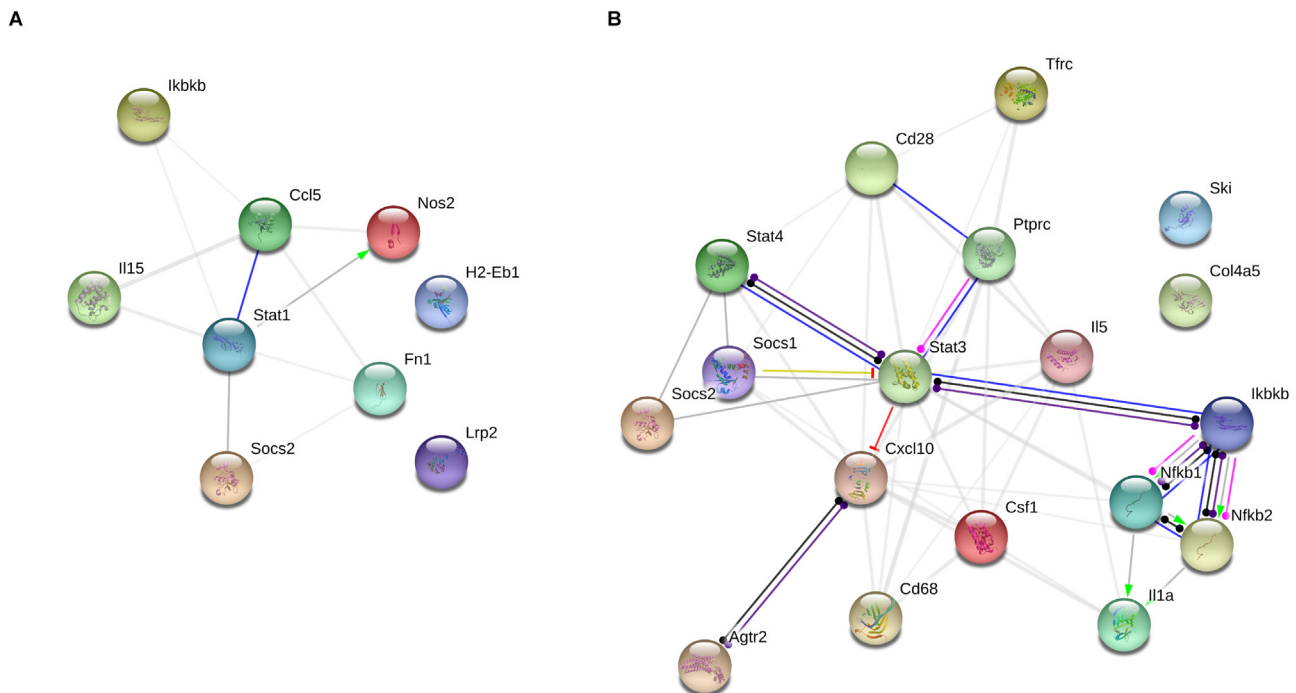 A
B
Ikbkb
Ccl5
Nos2
Il15
H2-Eb1
Stat1
Fn1
Socs2
Lrp2
Tfrc
Cd28
Ski
Ptprc
Stat4
Col4a5
Socs1
Stat3
Il5
Socs2
Ikbkb
Cxcl10
Nfkb1
Csf1
Nfkb2
Cd68
Il1a
Agtr2